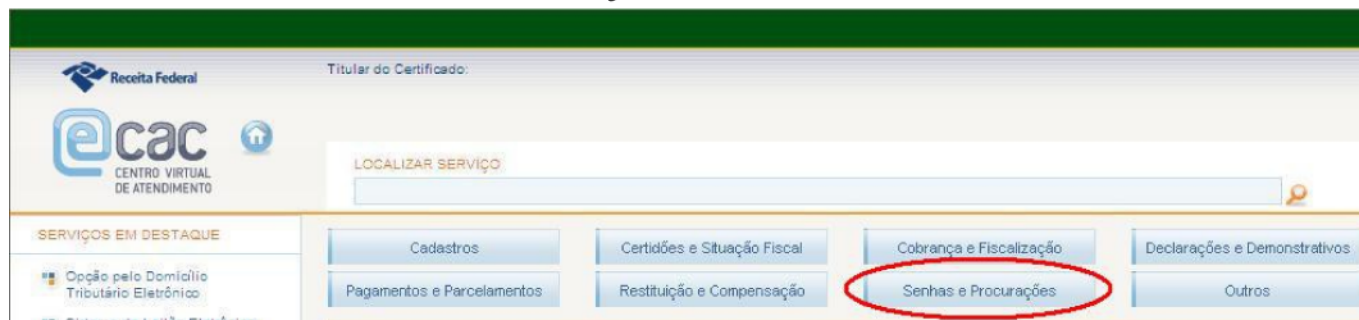 Receita Federal
Titular do Certificado:
ecac
CENTRO VIRTUAL
DE ATENDIMENTO
LOCALIZAR SERVIÇO
SERVIÇOS EM DESTAQUE
Opção pelo Domicílio
Tributário Eletrônico
Cadastros
Certidões e Situação Fiscal
Cobrança e Fiscalização
Declarações e Demonstrativos
Pagamentos e Parcelamentos
Restituição e Compensação
Senhas e Procurações
Outros